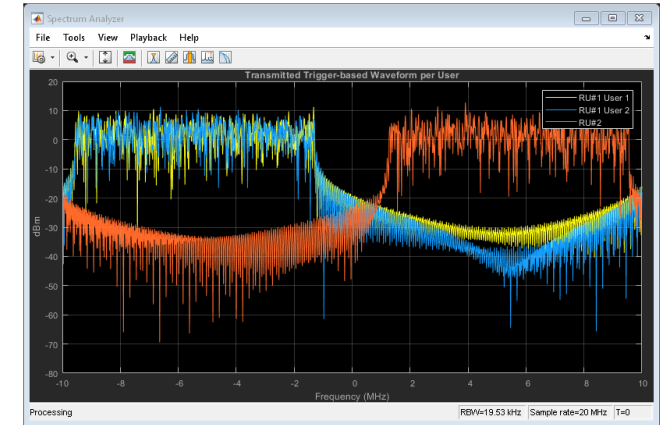 Spectrum Analyzer
File Tools View Playback Help
Transmitted Trigger-based Waveform per User
RU#1 User 1
RU#1 User 2
RU#2
20
10
0
-10
-20
-30
-40
-50
-60
-70
-80
dBm
-10 -8 -6 -4 -2 0 2 4 6 8 10
Frequency (MHz)
Processing RBW=19.53 kHz Sample rate=20 MHz T=0